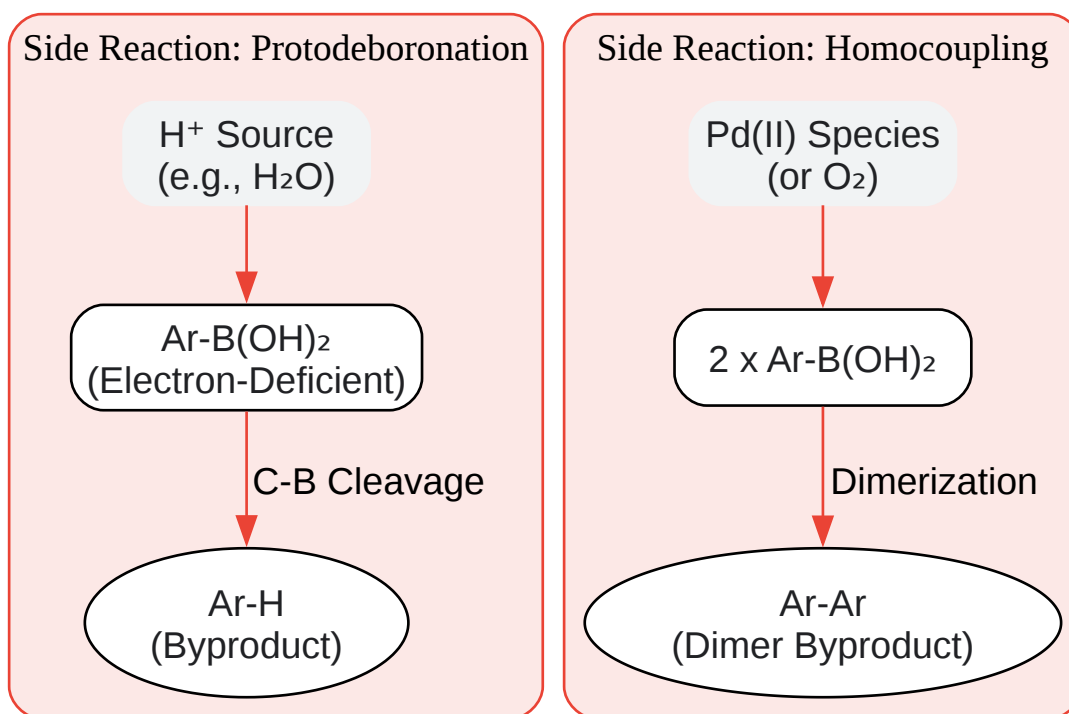 Side Reaction: Protodeboronation
H⁺ Source
(e.g., H₂O)
Ar-B(OH)₂
(Electron-Deficient)
C-B Cleavage
Ar-H
(Byproduct)
Side Reaction: Homocoupling
Pd(II) Species
(or O₂)
2 x Ar-B(OH)₂
Dimerization
Ar-Ar
(Dimer Byproduct)